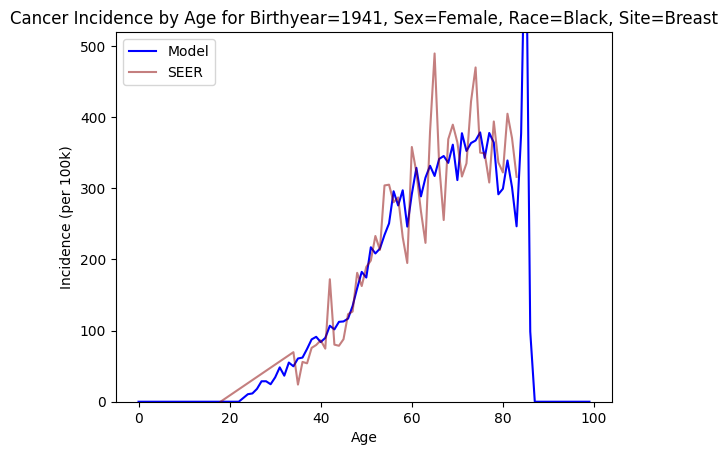 Cancer Incidence by Age for Birthyear=1941, Sex=Female, Race=Black, Site=Breast
Model
SEER
Incidence (per 100k)
500
400
300
200
100
0
0 20 40 60 80 100
Age